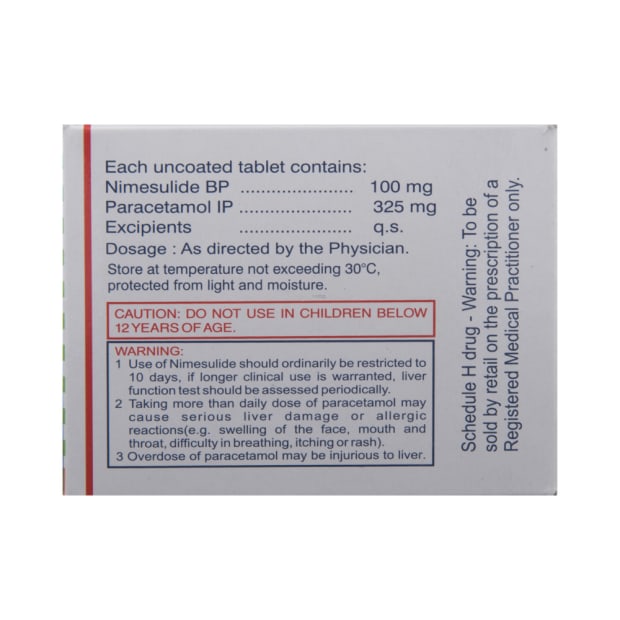 Each uncoated tablet contains:
Nimesulide BP ...................... 100 mg
Paracetamol IP ...................... 325 mg
Excipients ...................... q.s.
Dosage : As directed by the Physician.
Store at temperature not exceeding 30°C,
protected from light and moisture.
CAUTION: DO NOT USE IN CHILDREN BELOW
12 YEARS OF AGE.
WARNING:
1 Use of Nimesulide should ordinarily be restricted to
10 days, if longer clinical use is warranted, liver
function test should be assessed periodically.
2 Taking more than daily dose of paracetamol may
cause serious liver damage or allergic
reactions(e.g. swelling of the face, mouth and
throat, difficulty in breathing, itching or rash).
3 Overdose of paracetamol may be injurious to liver.
Schedule H drug - Warning: To be
sold by retail on the prescription of a
Registered Medical Practitioner only.